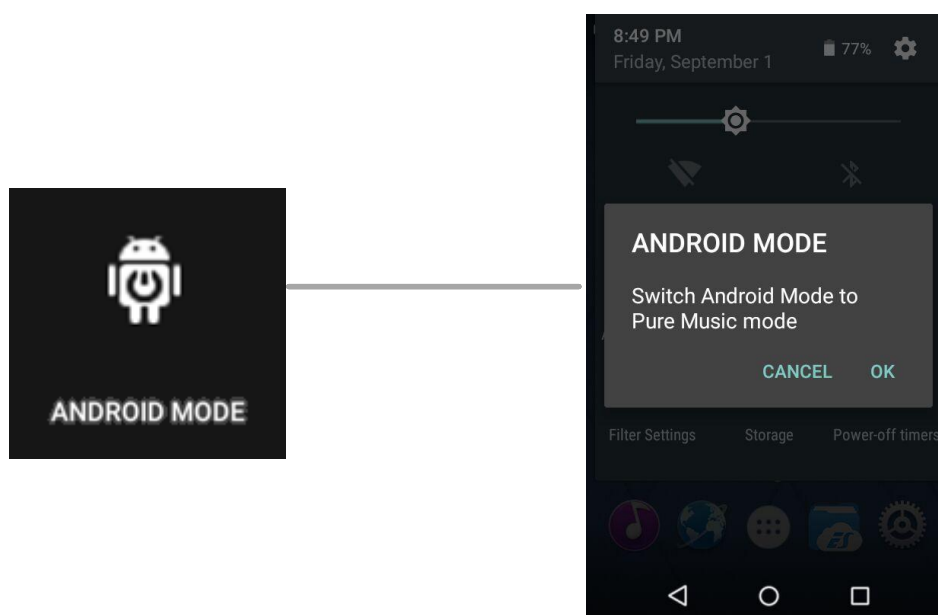 ANDROID MODE
8:49 PM
77%
Friday, September 1
ANDROID MODE
Switch Android Mode to
Pure Music mode
CANCEL OK
Filter Settings Storage Power-off timers